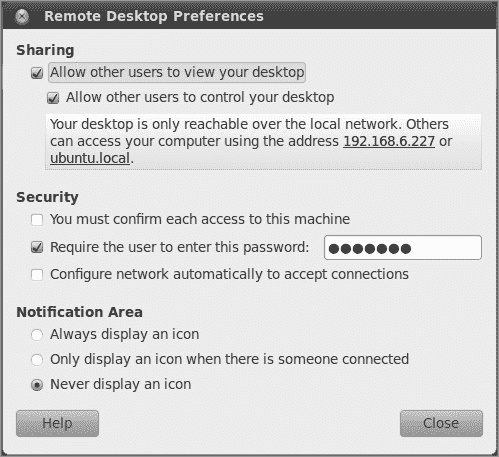 Remote Desktop Preferences
Sharing
Allow other users to view your desktop
Allow other users to control your desktop
Your desktop is only reachable over the local network. Others
can access your computer using the address 192.168.6.227 or
ubuntu.local.
Security
You must confirm each access to this machine
Require the user to enter this password: ●●●●●●●
Configure network automatically to accept connections
Notification Area
Always display an icon
Only display an icon when there is someone connected
Never display an icon
Help Close